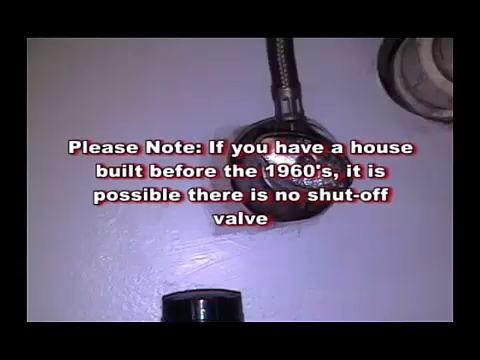 Please Note: If you have a house
built before the 1960's, it is
possible there is no shut-off
valve